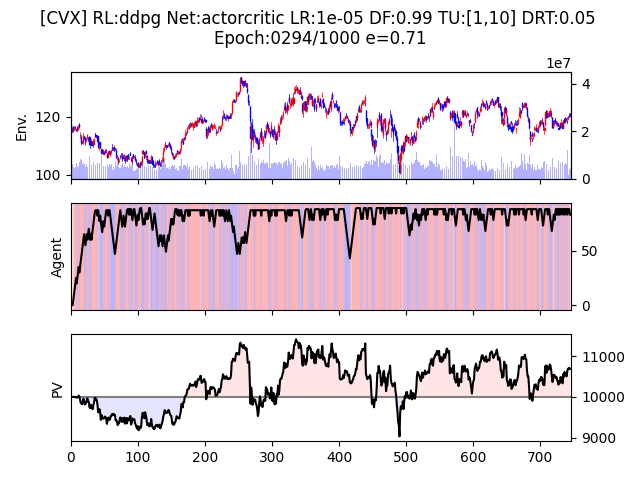 [CVX] RL:ddpg Net:actorcritic LR:1e-05 DF:0.99 TU:[1,10] DRT:0.05
Epoch:0294/1000 e=0.71
1e7
Env.
120
100
4
2
0
Agent
50
0
PV
11000
10000
9000
0 100 200 300 400 500 600 700